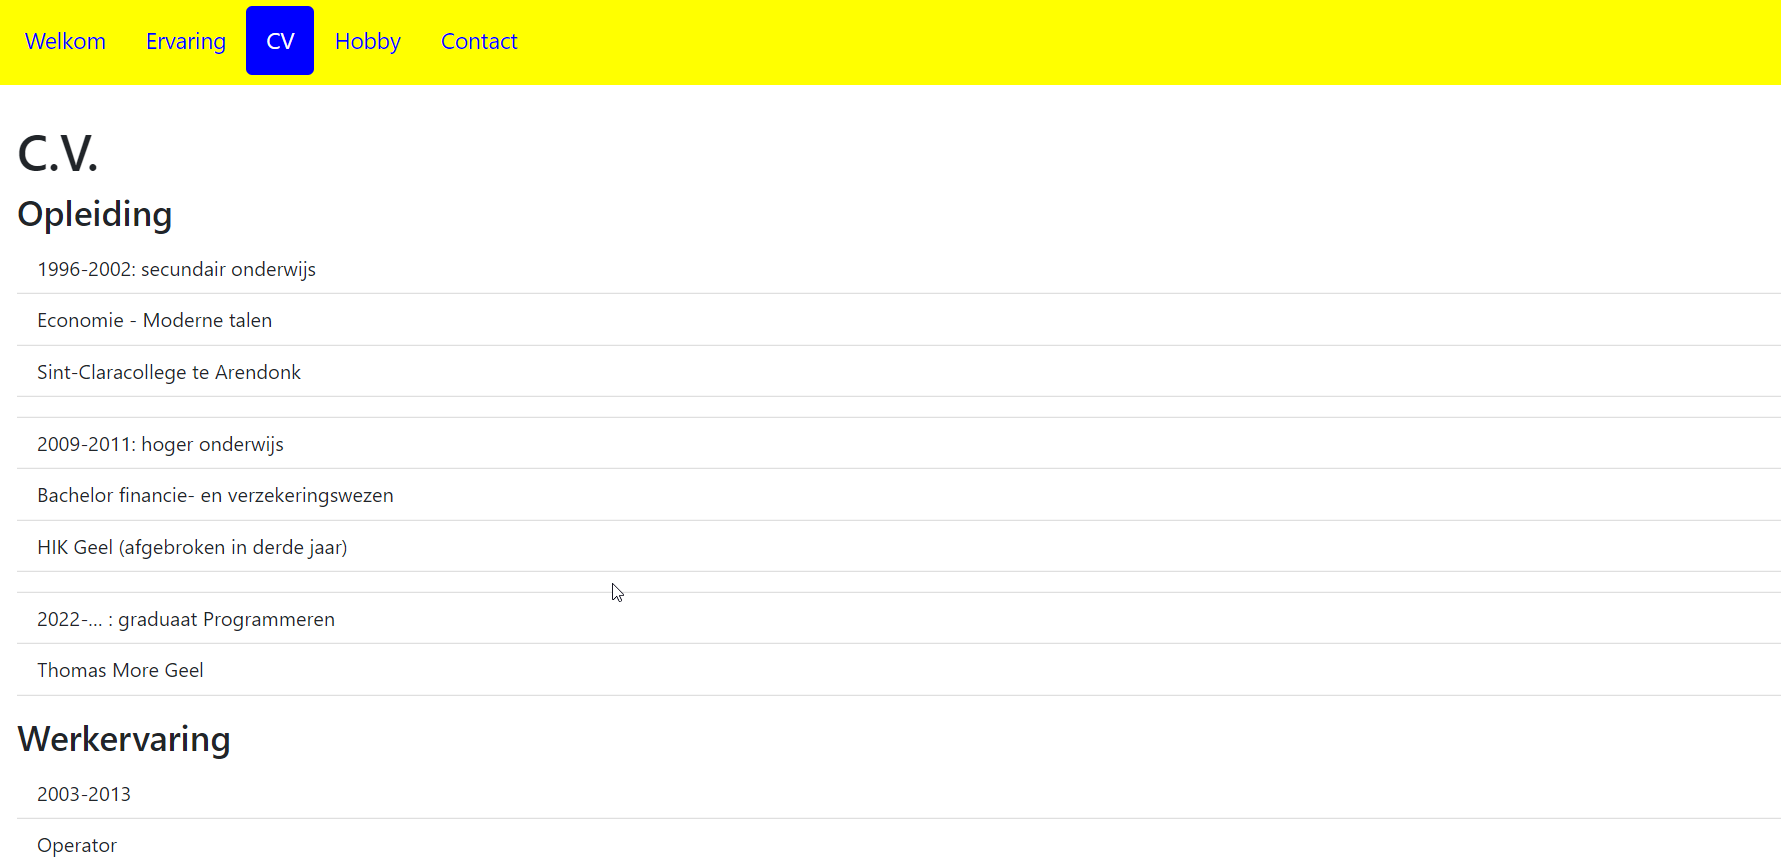 Welkom Ervaring CV Hobby Contact
C.V.
Opleiding
1996-2002: secundair onderwijs
Economie - Moderne talen
Sint-Claracollege te Arendonk
2009-2011: hoger onderwijs
Bachelor financie- en verzekeringswezen
HIK Geel (afgebroken in derde jaar)
2022-... : graduaat Programmeren
Thomas More Geel
Werkervaring
2003-2013
Operator